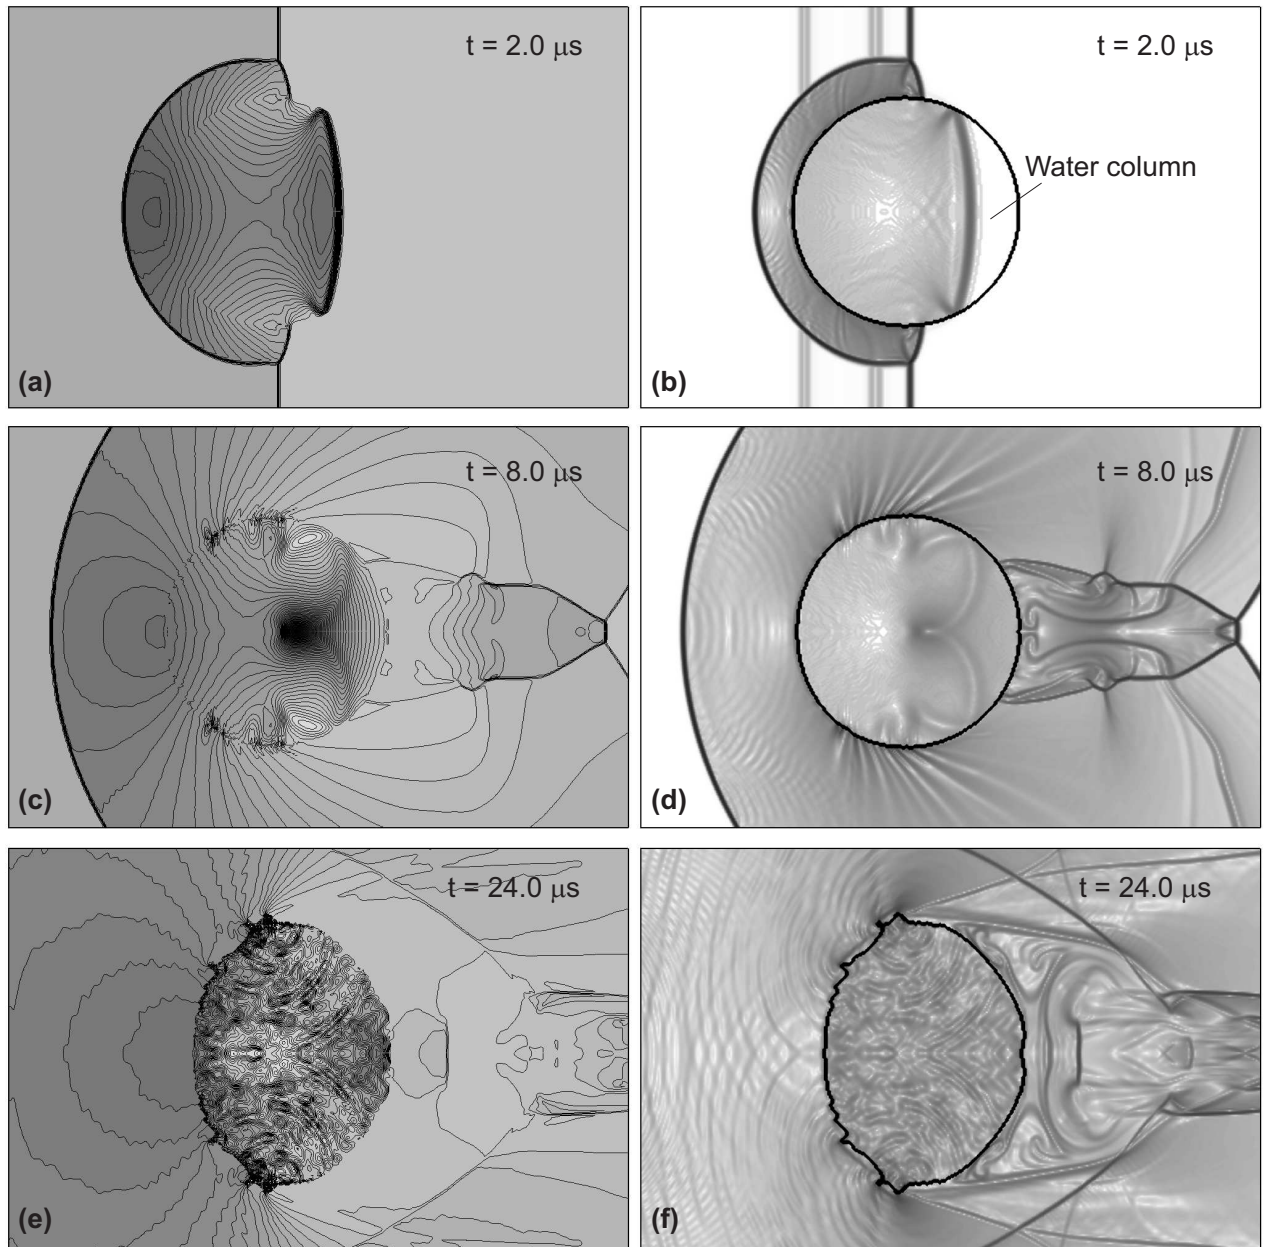 t = 2.0 μs
(a)
t = 2.0 μs
Water column
(b)
t = 8.0 μs
(c)
t = 8.0 μs
(d)
t = 24.0 μs
(e)
t = 24.0 μs
(f)